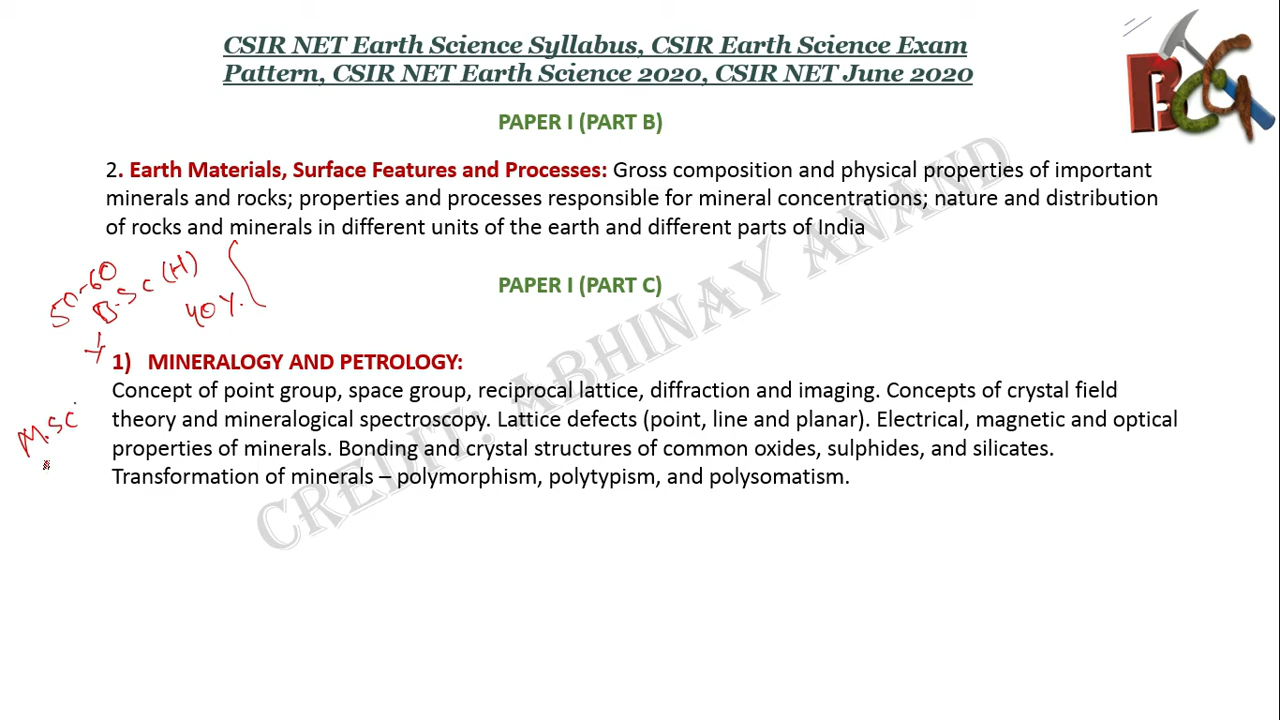 CSIR NET Earth Science Syllabus, CSIR Earth Science Exam
Pattern, CSIR NET Earth Science 2020, CSIR NET June 2020
BCG
PAPER I (PART B)
2. Earth Materials, Surface Features and Processes: Gross composition and physical properties of important
minerals and rocks; properties and processes responsible for mineral concentrations; nature and distribution
of rocks and minerals in different units of the earth and different parts of India
50-60
B.Sc (H)
40%.
PAPER I (PART C)
1) MINERALOGY AND PETROLOGY:
Concept of point group, space group, reciprocal lattice, diffraction and imaging. Concepts of crystal field
theory and mineralogical spectroscopy. Lattice defects (point, line and planar). Electrical, magnetic and optical
properties of minerals. Bonding and crystal structures of common oxides, sulphides, and silicates.
Transformation of minerals – polymorphism, polytypism, and polysomatism.
M.Sc
CREDIT: ABHINAY ANAND